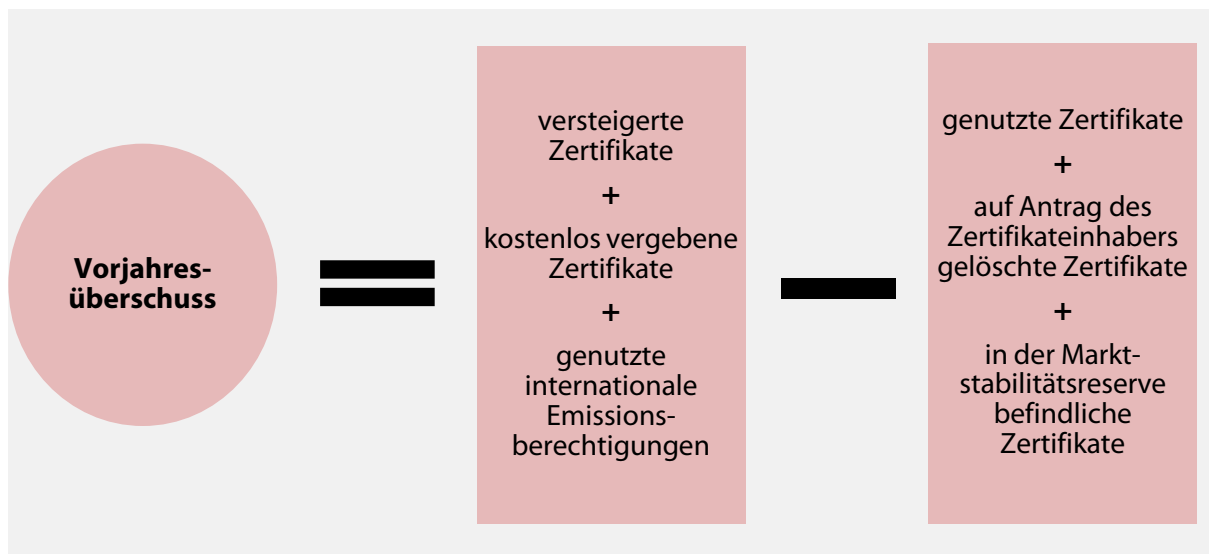 Vorjahres-
überschuss
versteigerte
Zertifikate
+
kostenlos vergebene
Zertifikate
+
genutzte
internationale
Emissions-
berechtigungen
genutzte Zertifikate
+
auf Antrag des
Zertifikateinhabers
gelöschte Zertifikate
+
in der Markt-
stabilitätsreserve
befindliche
Zertifikate